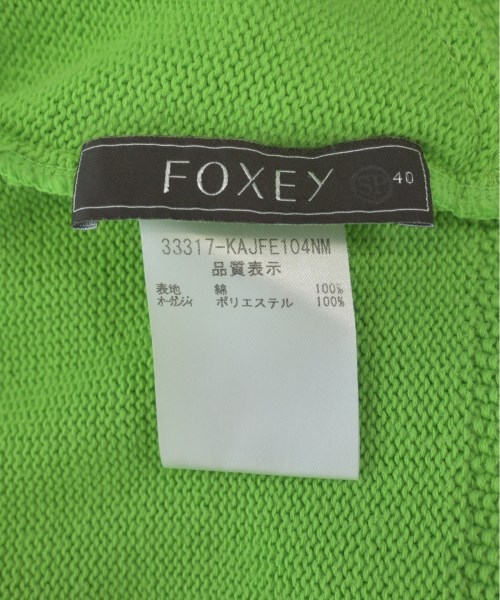 FOXEY 40
33317-KAJFE104NM
品質表示
表地 綿 100%
オーガンジィ ポリエステル 100%